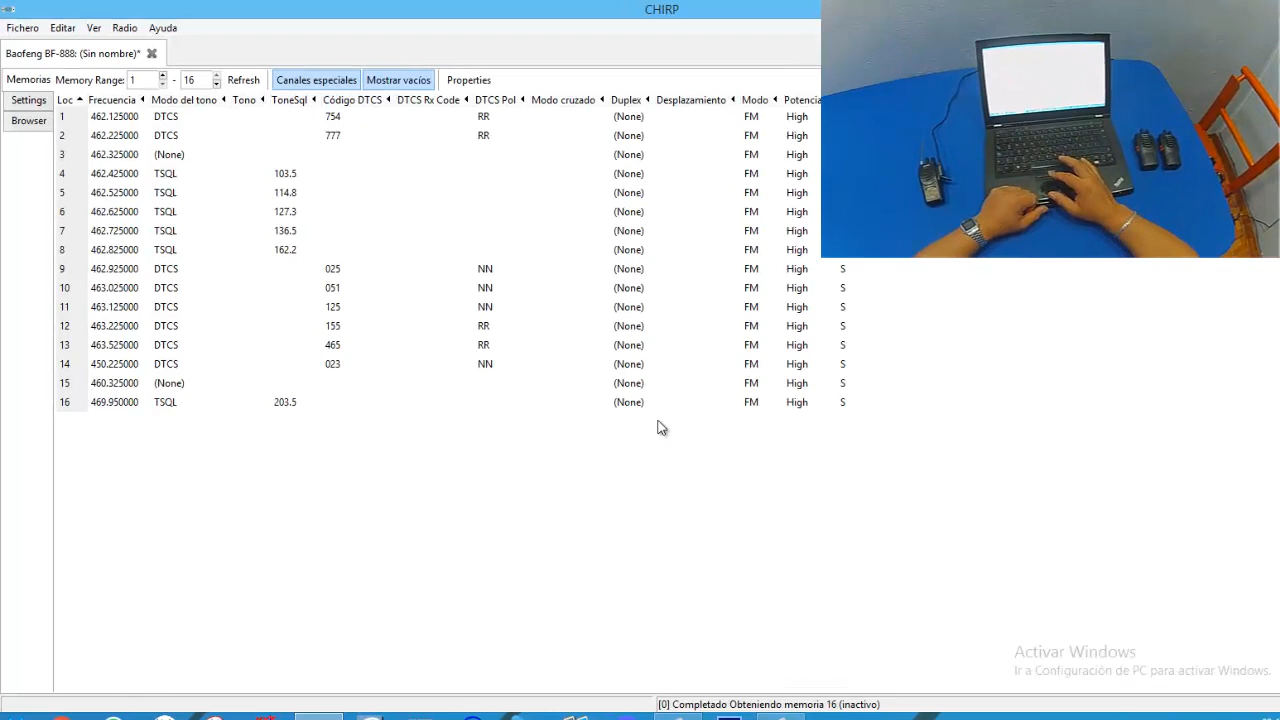 CHIRP
Fichero Editar Ver Radio Ayuda
Baofeng BF-888: (Sin nombre)*
Memorias Memory Range: 1 - 16 Refresh Canales especiales Mostrar vacíos Properties
Settings
Browser
Loc Frecuencia Modo del tono Tono ToneSql Código DTCS DTCS Rx Code DTCS Pol Modo cruzado Duplex Desplazamiento Modo Potencia
1 462.125000 DTCS 754 RR (None) FM High
2 462.225000 DTCS 777 RR (None) FM High
3 462.325000 (None) (None) FM High
4 462.425000 TSQL 103.5 (None) FM High
5 462.525000 TSQL 114.8 (None) FM High
6 462.625000 TSQL 127.3 (None) FM High
7 462.725000 TSQL 136.5 (None) FM High
8 462.825000 TSQL 162.2 (None) FM High
9 462.925000 DTCS 025 NN (None) FM High S
10 463.025000 DTCS 051 NN (None) FM High S
11 463.125000 DTCS 125 NN (None) FM High S
12 463.225000 DTCS 155 RR (None) FM High S
13 463.525000 DTCS 465 RR (None) FM High S
14 450.225000 DTCS 023 NN (None) FM High S
15 460.325000 (None) (None) FM High S
16 469.950000 TSQL 203.5 (None) FM High S
Activar Windows
Ir a Configuración de PC para activar Windows.
[0] Completado Obteniendo memoria 16 (inactivo)